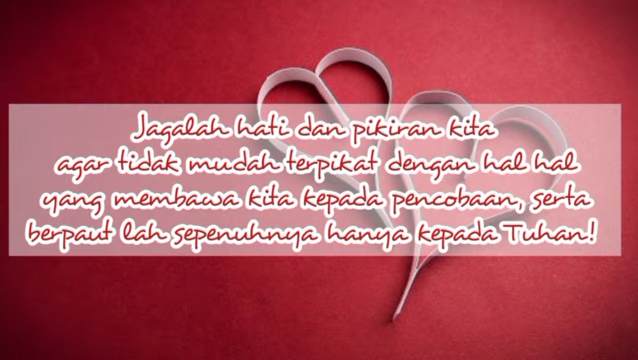 Jagalah hati dan pikiran kita
agar tidak mudah terpikat dengan hal hal
yang membawa kita kepada pencobaan, serta
berpaut lah sepenuhnya hanya kepada Tuhan!